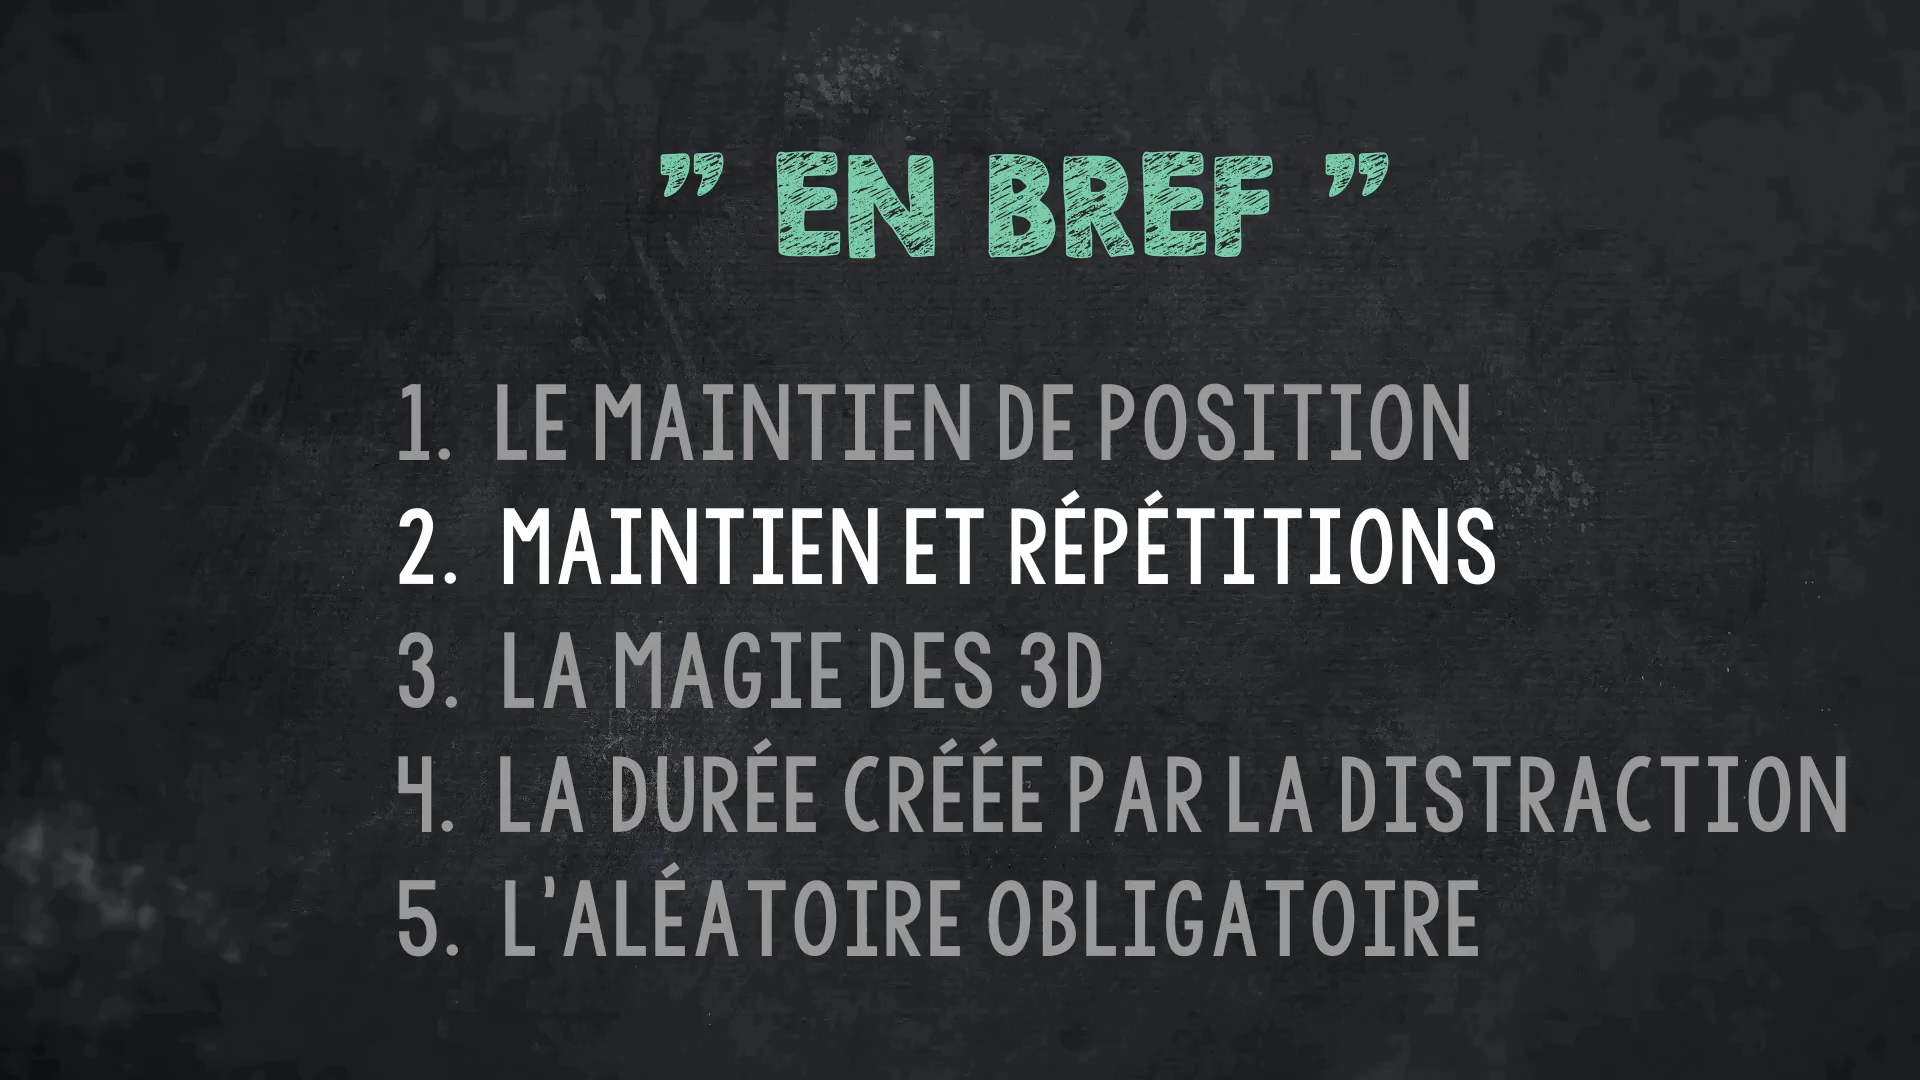 ” EN BREF ”
1. LE MAINTIEN DE POSITION
2. MAINTIEN ET RÉPÉTITIONS
3. LA MAGIE DES 3D
4. LA DURÉE CRÉÉE PAR LA DISTRACTION
5. L'ALÉATOIRE OBLIGATOIRE